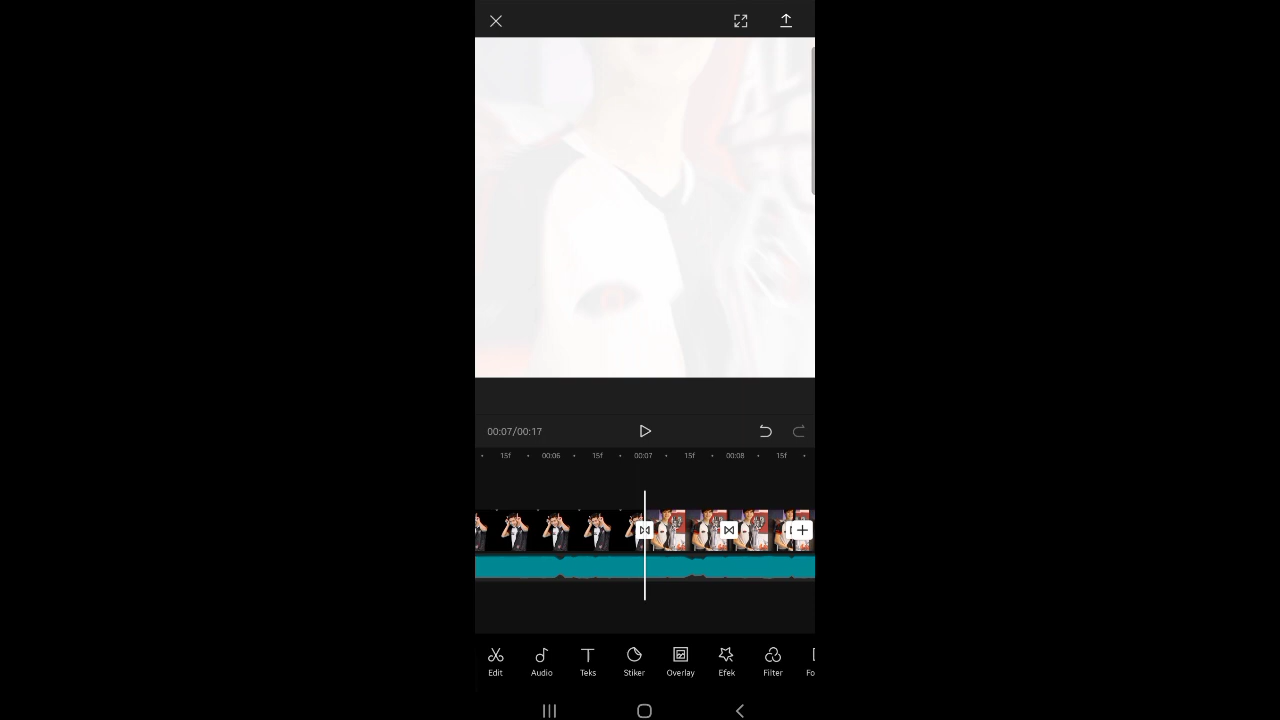 00:07/00:17
15f 00:06 15f 00:07 15f 00:08 15f
Edit Audio Teks Stiker Overlay Efek Filter Fo